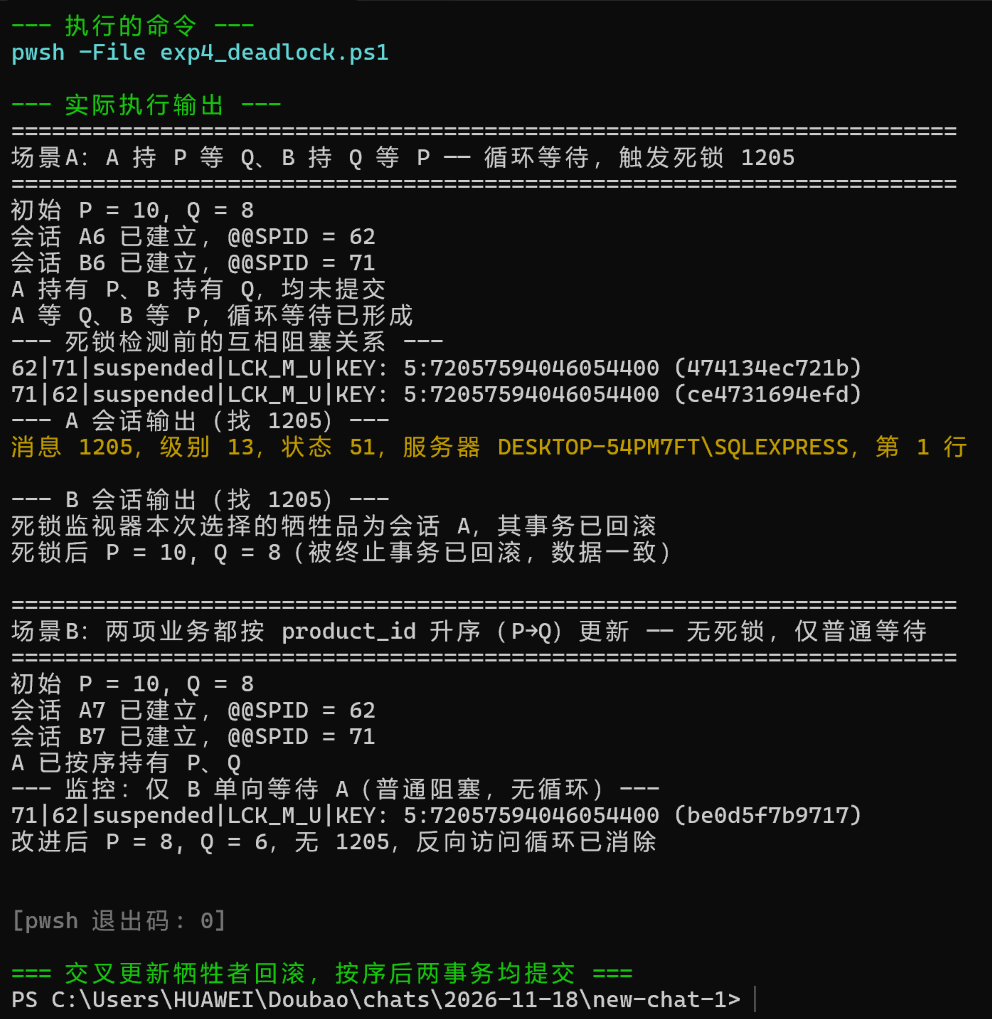 --- 执行的命令 ---
pwsh -File exp4_deadlock.ps1
--- 实际执行输出 ---
======================================================================
场景A：A 持 P 等 Q、B 持 Q 等 P —— 循环等待，触发死锁 1205
======================================================================
初始 P = 10, Q = 8
会话 A6 已建立, @@SPID = 62
会话 B6 已建立, @@SPID = 71
A 持有 P、B 持有 Q，均未提交
A 等 Q、B 等 P，循环等待已形成
--- 死锁检测前的互相阻塞关系 ---
62|71|suspended|LCK_M_U|KEY: 5:72057594046054400 (474134ec721b)
71|62|suspended|LCK_M_U|KEY: 5:72057594046054400 (ce4731694efd)
--- A 会话输出（找 1205）---
消息 1205，级别 13，状态 51，服务器 DESKTOP-54PM7FT\SQLEXPRESS，第 1 行
--- B 会话输出（找 1205）---
死锁监视器本次选择的牺牲品为会话 A，其事务已回滚
死锁后 P = 10, Q = 8（被终止事务已回滚，数据一致）
======================================================================
场景B：两项业务都按 product_id 升序（P→Q）更新 —— 无死锁，仅普通等待
======================================================================
初始 P = 10, Q = 8
会话 A7 已建立, @@SPID = 62
会话 B7 已建立, @@SPID = 71
A 已按序持有 P、Q
--- 监控：仅 B 单向等待 A（普通阻塞，无循环）---
71|62|suspended|LCK_M_U|KEY: 5:72057594046054400 (be0d5f7b9717)
改进后 P = 8, Q = 6，无 1205，反向访问循环已消除
[pwsh 退出码: 0]
=== 交叉更新牺牲者回滚，按序后两事务均提交 ===
PS C:\Users\HUAWEI\Doubao\chats\2026-11-18\new-chat-1>